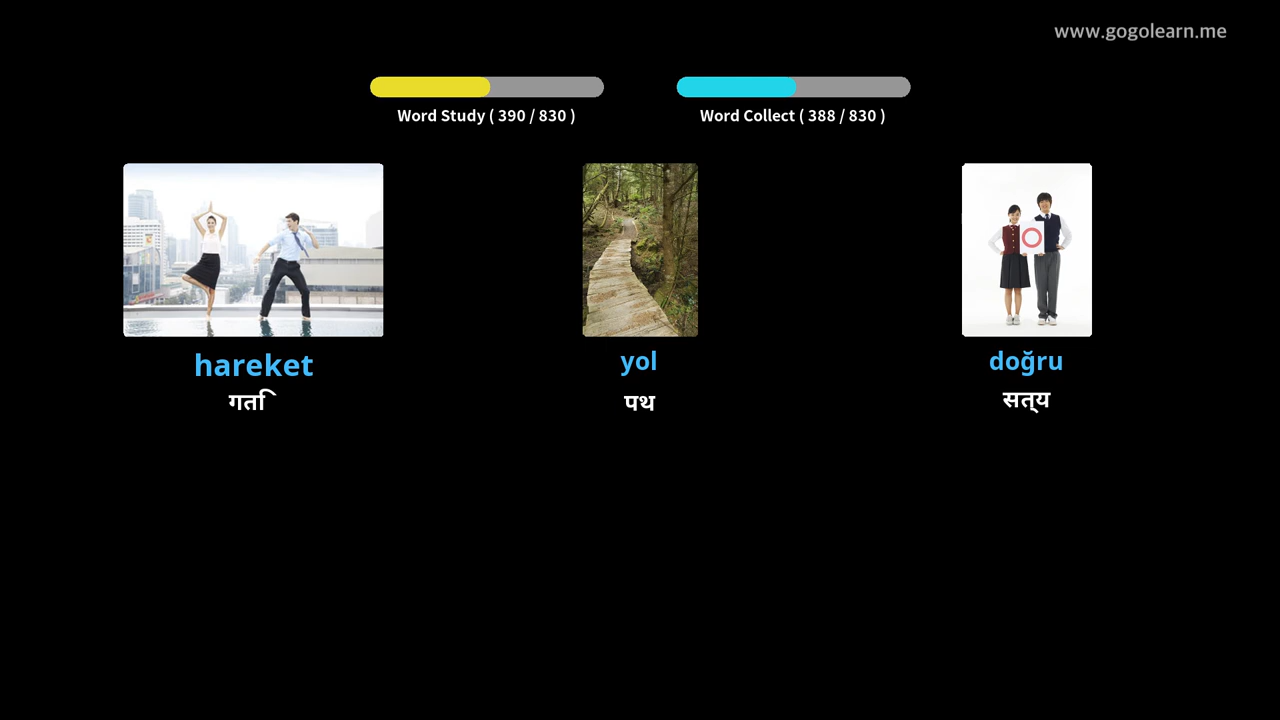 www.gogolearn.me
Word Study ( 390 / 830 )
Word Collect ( 388 / 830 )
hareket
yol
doğru
गति
पथ
सत्य